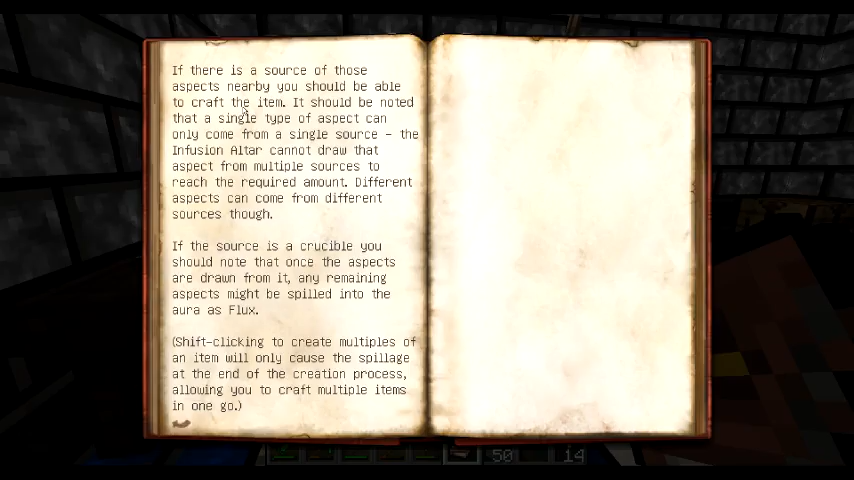 If there is a source of those
aspects nearby you should be able
to craft the item. It should be noted
that a single type of aspect can
only come from a single source - the
Infusion Altar cannot draw that
aspect from multiple sources to
reach the required amount. Different
aspects can come from different
sources though.
If the source is a crucible you
should note that once the aspects
are drawn from it, any remaining
aspects might be spilled into the
aura as Flux.
(Shift-clicking to create multiples of
an item will only cause the spillage
at the end of the creation process,
allowing you to craft multiple items
in one go.)
50 14